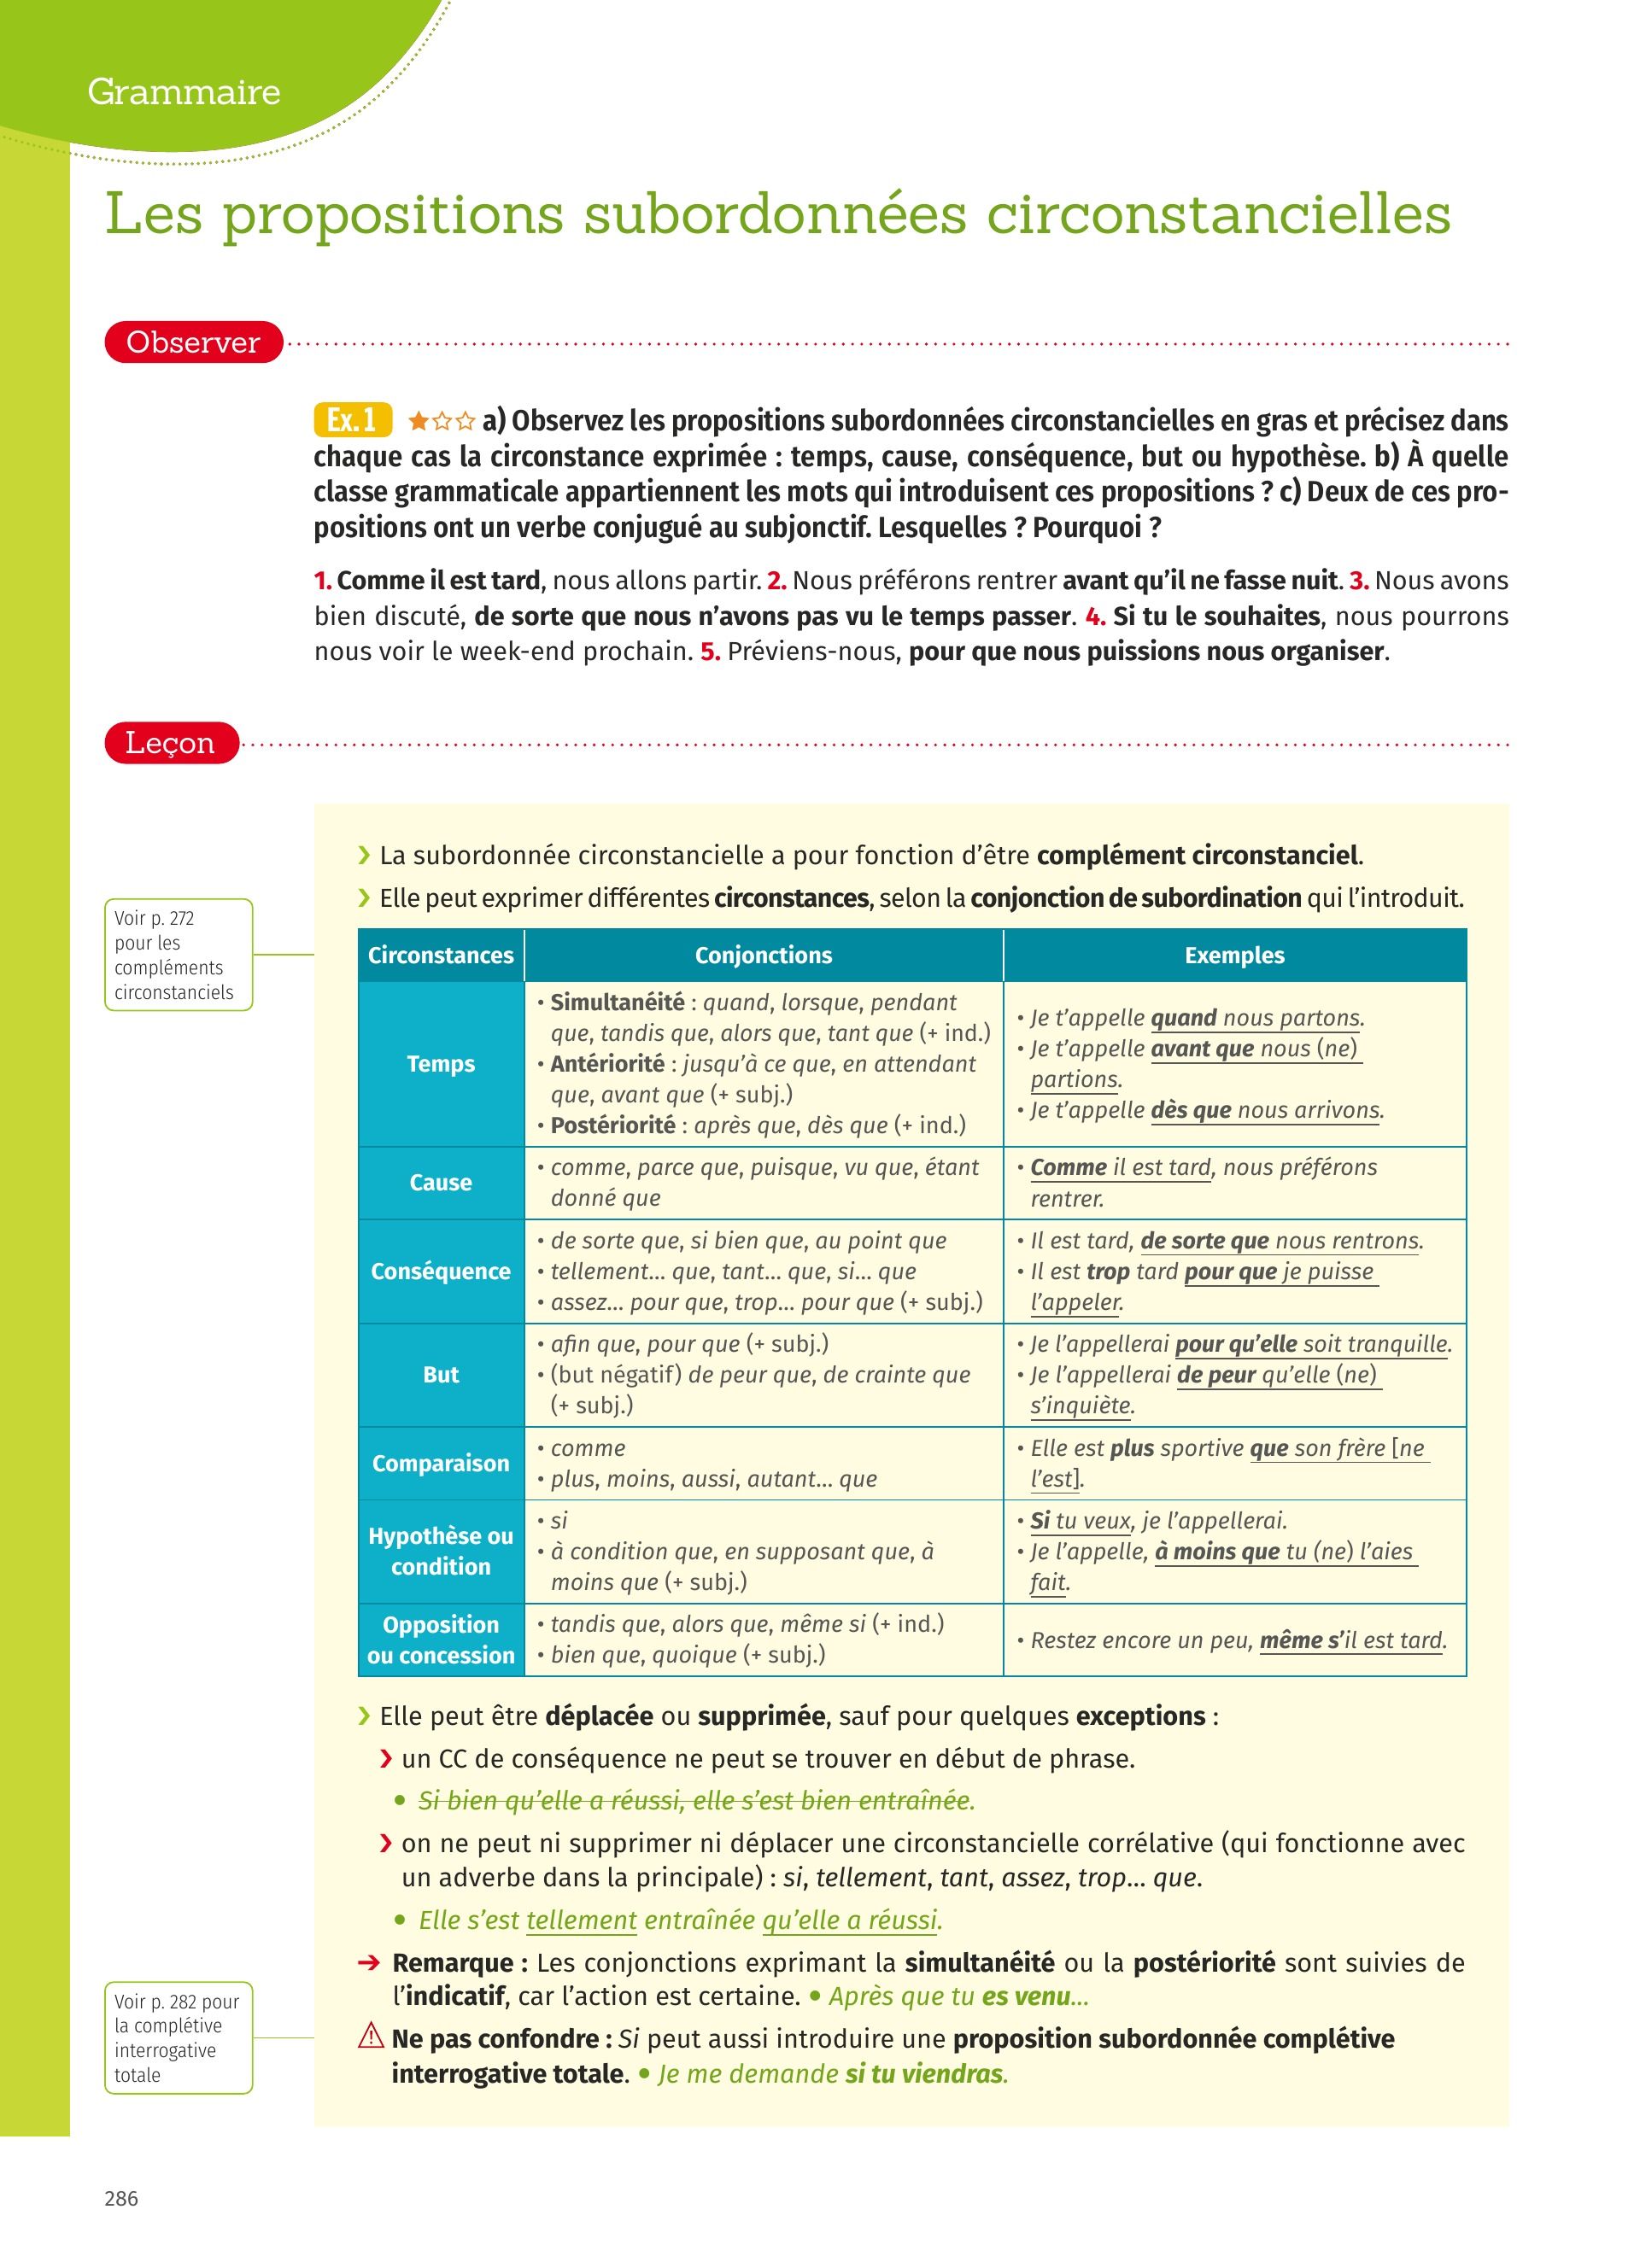 Grammaire
Les propositions subordonnées circonstancielles
Observer
Ex. 1 a) Observez les propositions subordonnées circonstancielles en gras et précisez dans
chaque cas la circonstance exprimée : temps, cause, conséquence, but ou hypothèse. b) À quelle
classe grammaticale appartiennent les mots qui introduisent ces propositions ? c) Deux de ces pro-
positions ont un verbe conjugué au subjonctif. Lesquelles ? Pourquoi ?
1. Comme il est tard, nous allons partir. 2. Nous préférons rentrer avant qu’il ne fasse nuit. 3. Nous avons
bien discuté, de sorte que nous n’avons pas vu le temps passer. 4. Si tu le souhaites, nous pourrons
nous voir le week-end prochain. 5. Préviens-nous, pour que nous puissions nous organiser.
Leçon
› La subordonnée circonstancielle a pour fonction d’être complément circonstanciel.
› Elle peut exprimer différentes circonstances, selon la conjonction de subordination qui l’introduit.
Voir p. 272
pour les
compléments
circonstanciels
Circonstances
Conjonctions
Exemples
Temps
• Simultanéité : quand, lorsque, pendant
que, tandis que, alors que, tant que (+ ind.)
• Antériorité : jusqu’à ce que, en attendant
que, avant que (+ subj.)
• Postériorité : après que, dès que (+ ind.)
• Je t’appelle quand nous partons.
• Je t’appelle avant que nous (ne)
partions.
• Je t’appelle dès que nous arrivons.
Cause
• comme, parce que, puisque, vu que, étant
donné que
• Comme il est tard, nous préférons
rentrer.
Conséquence
• de sorte que, si bien que, au point que
• tellement... que, tant... que, si... que
• assez... pour que, trop... pour que (+ subj.)
• Il est tard, de sorte que nous rentrons.
• Il est trop tard pour que je puisse
l’appeler.
But
• afin que, pour que (+ subj.)
• (but négatif) de peur que, de crainte que
(+ subj.)
• Je l’appellerai pour qu’elle soit tranquille.
• Je l’appellerai de peur qu’elle (ne)
s’inquiète.
Comparaison
• comme
• plus, moins, aussi, autant... que
• Elle est plus sportive que son frère [ne
l’est].
Hypothèse ou
condition
• si
• à condition que, en supposant que, à
moins que (+ subj.)
• Si tu veux, je l’appellerai.
• Je l’appelle, à moins que tu (ne) l’aies
fait.
Opposition
ou concession
• tandis que, alors que, même si (+ ind.)
• bien que, quoique (+ subj.)
• Restez encore un peu, même s’il est tard.
› Elle peut être déplacée ou supprimée, sauf pour quelques exceptions :
› un CC de conséquence ne peut se trouver en début de phrase.
• Si bien qu’elle a réussi, elle s’est bien entraînée.
› on ne peut ni supprimer ni déplacer une circonstancielle corrélative (qui fonctionne avec
un adverbe dans la principale) : si, tellement, tant, assez, trop... que.
• Elle s’est tellement entraînée qu’elle a réussi.
➔ Remarque : Les conjonctions exprimant la simultanéité ou la postériorité sont suivies de
l’indicatif, car l’action est certaine. • Après que tu es venu...
⚠ Ne pas confondre : Si peut aussi introduire une proposition subordonnée complétive
interrogative totale. • Je me demande si tu viendras.
Voir p. 282 pour
la complétive
interrogative
totale
286